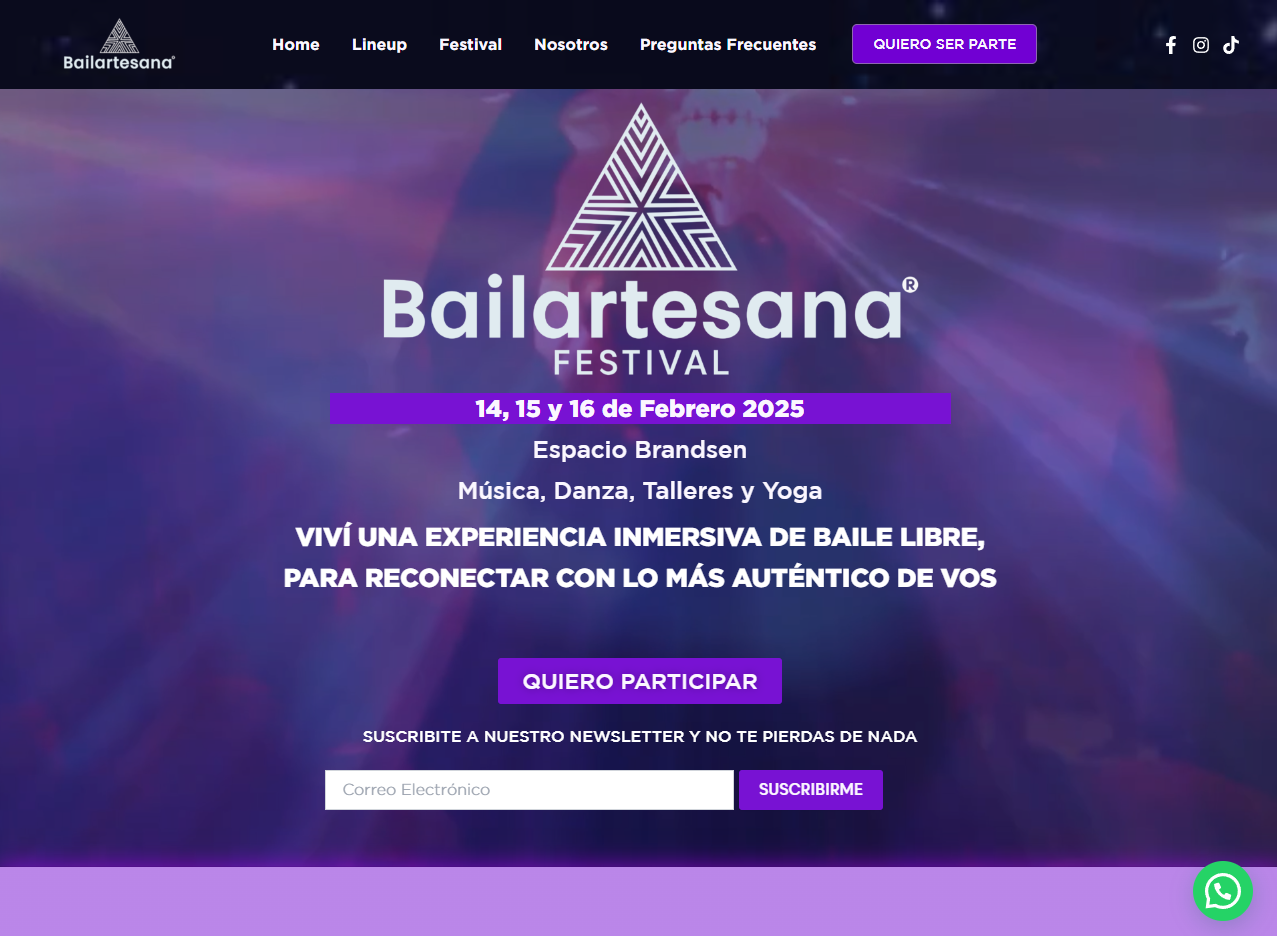 Bailartesana®
Home
Lineup
Festival
Nosotros
Preguntas Frecuentes
QUIERO SER PARTE
Bailartesana®
FESTIVAL
14, 15 y 16 de Febrero 2025
Espacio Brandsen
Música, Danza, Talleres y Yoga
VIVÍ UNA EXPERIENCIA INMERSIVA DE BAILE LIBRE,
PARA RECONECTAR CON LO MÁS AUTÉNTICO DE VOS
QUIERO PARTICIPAR
SUSCRIBITE A NUESTRO NEWSLETTER Y NO TE PIERDAS DE NADA
Correo Electrónico
SUSCRIBIRME